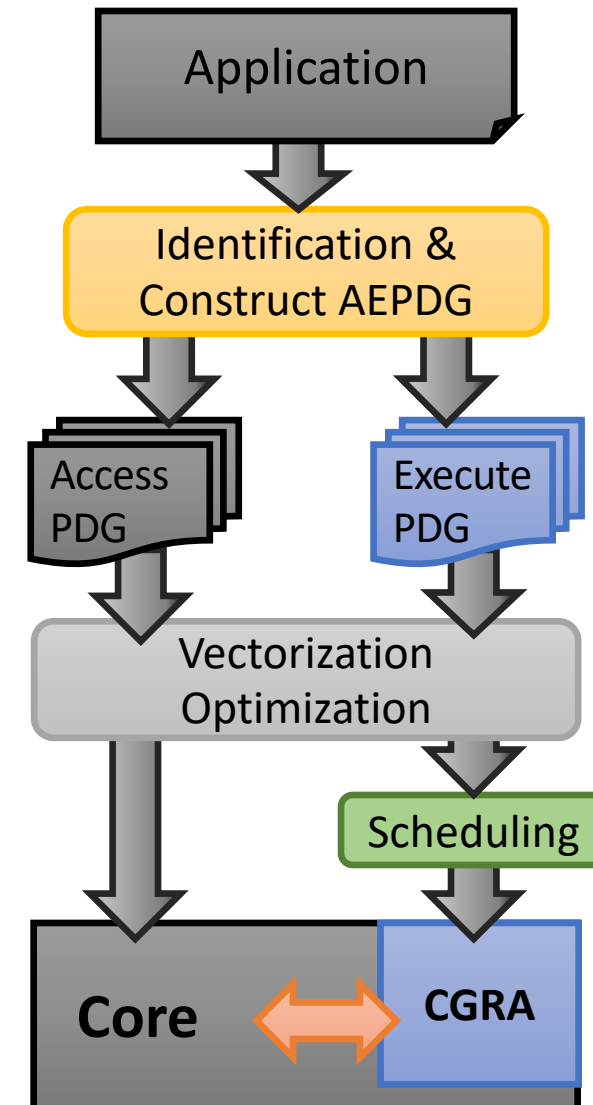 Application
Identification &
Construct AEPDG
Access
PDG
Execute
PDG
Vectorization
Optimization
Scheduling
Core
CGRA